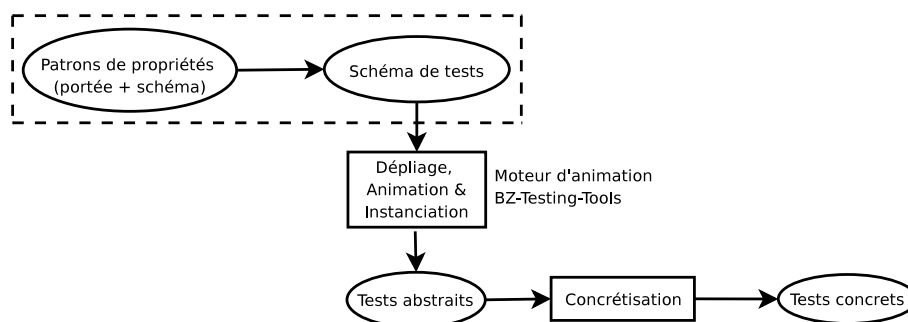 Patrons de propriétés
(portée + schéma)
Schéma de tests
Dépliage,
Animation &
Instanciation
Moteur d'animation
BZ-Testing-Tools
Tests abstraits
Concrétisation
Tests concrets